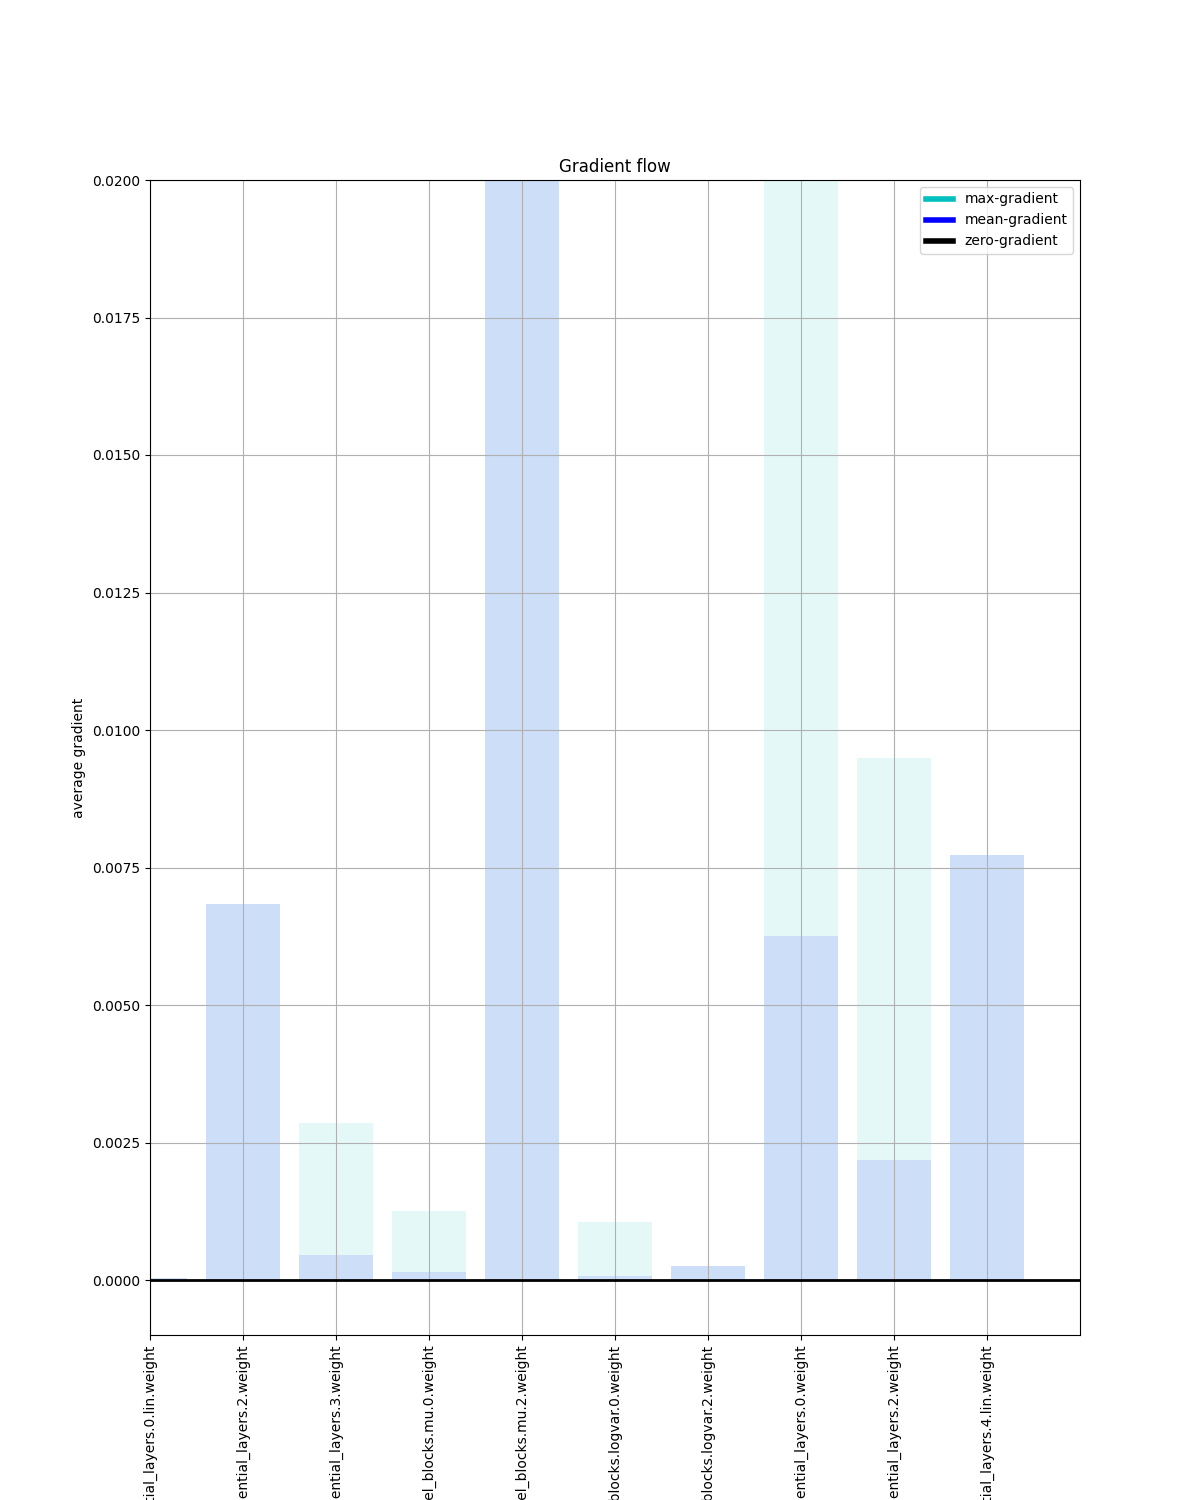 Gradient flow
max-gradient
mean-gradient
zero-gradient
average gradient
0.0200
0.0175
0.0150
0.0125
0.0100
0.0075
0.0050
0.0025
0.0000
tial_layers.0.lin.weight
ential_layers.2.weight
ential_layers.3.weight
el_blocks.mu.0.weight
el_blocks.mu.2.weight
blocks.logvar.0.weight
blocks.logvar.2.weight
ential_layers.0.weight
ential_layers.2.weight
tial_layers.4.lin.weight